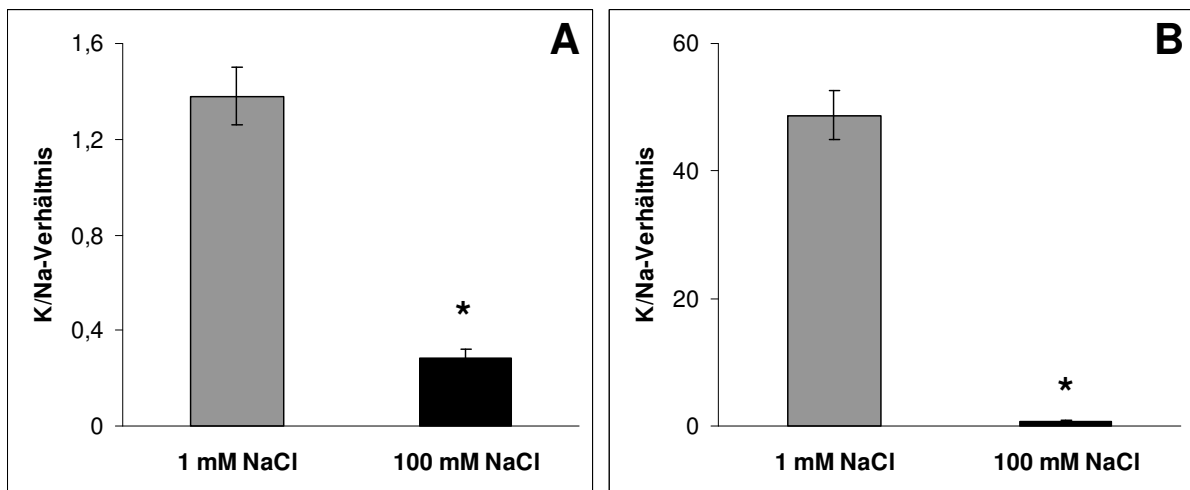 A
K/Na-Verhältnis
1,6
1,2
0,8
0,4
0
*
1 mM NaCl
100 mM NaCl
B
K/Na-Verhältnis
60
40
20
0
*
1 mM NaCl
100 mM NaCl